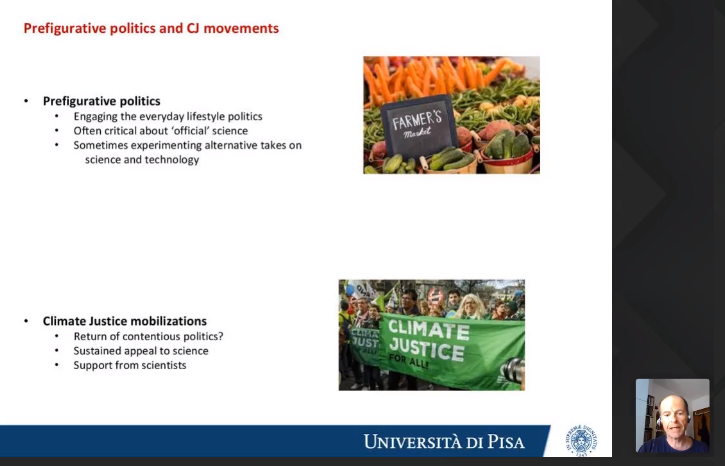 Prefigurative politics and CJ movements
• Prefigurative politics
• Engaging the everyday lifestyle politics
• Often critical about ‘official’ science
• Sometimes experimenting alternative takes on
science and technology
FARMER'S
Market
• Climate Justice mobilizations
• Return of contentious politics?
• Sustained appeal to science
• Support from scientists
CLIMATE
JUSTICE
FOR ALL!
CLIMA
JUST
UNIVERSITÀ DI PISA